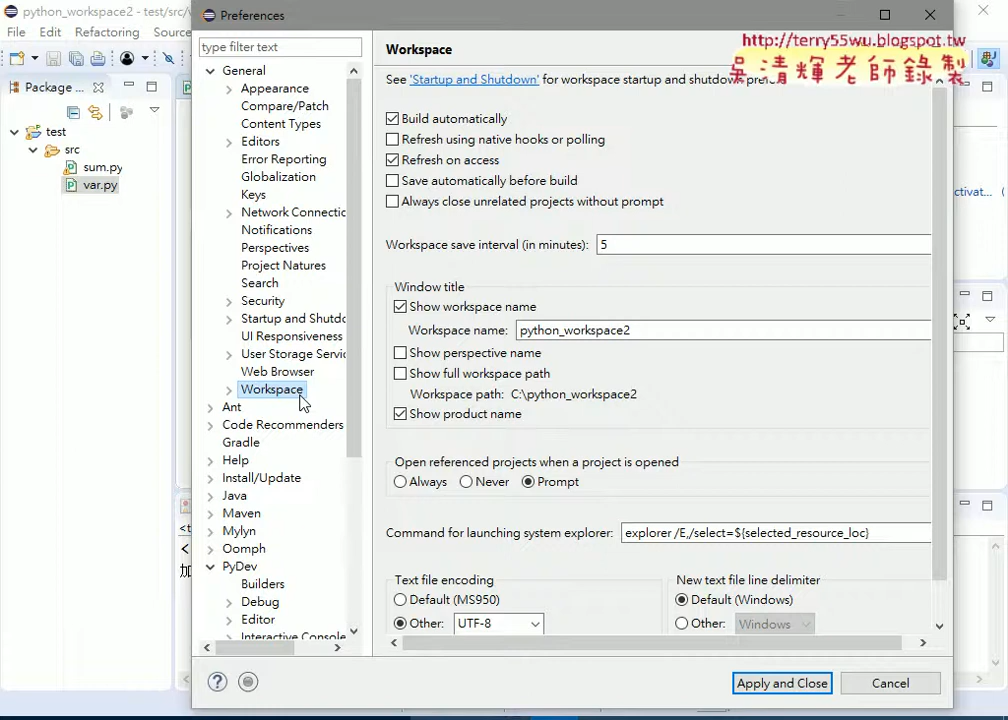 python_workspace2 - test/src/
Preferences
File Edit Refactoring Source
type filter text
Workspace
http://terry55wu.blogspot.tw
吳清輝老師錄製
Package ...
General
See 'Startup and Shutdown' for workspace startup and shutdown
Appearance
Compare/Patch
Build automatically
Code Content Types
Refresh using native hooks or polling
test
Editors
src
Error Reporting
Refresh on access
sum.py
Globalization
Save automatically before build
var.py
Keys
Always close unrelated projects without prompt
Network Connectic
Notifications
Workspace save interval (in minutes): 5
Perspectives
Project Natures
Search
Window title
Security
Show workspace name
Startup and Shutdo
Workspace name: python_workspace2
UI Responsiveness
User Storage Servic
Show perspective name
Web Browser
Show full workspace path
Workspace
Workspace path: C:\python_workspace2
Ant
Show product name
Code Recommenders
Gradle
Help
Open referenced projects when a project is opened
Install/Update
Always Never Prompt
Java
Maven
Mylyn
Command for launching system explorer: explorer /E,/select=${selected_resource_loc}
Oomph
PyDev
Builders
Text file encoding
New text file line delimiter
Debug
Default (MS950)
Default (Windows)
Editor
Other: UTF-8
Other: Windows
Interactive Console
Apply and Close
Cancel